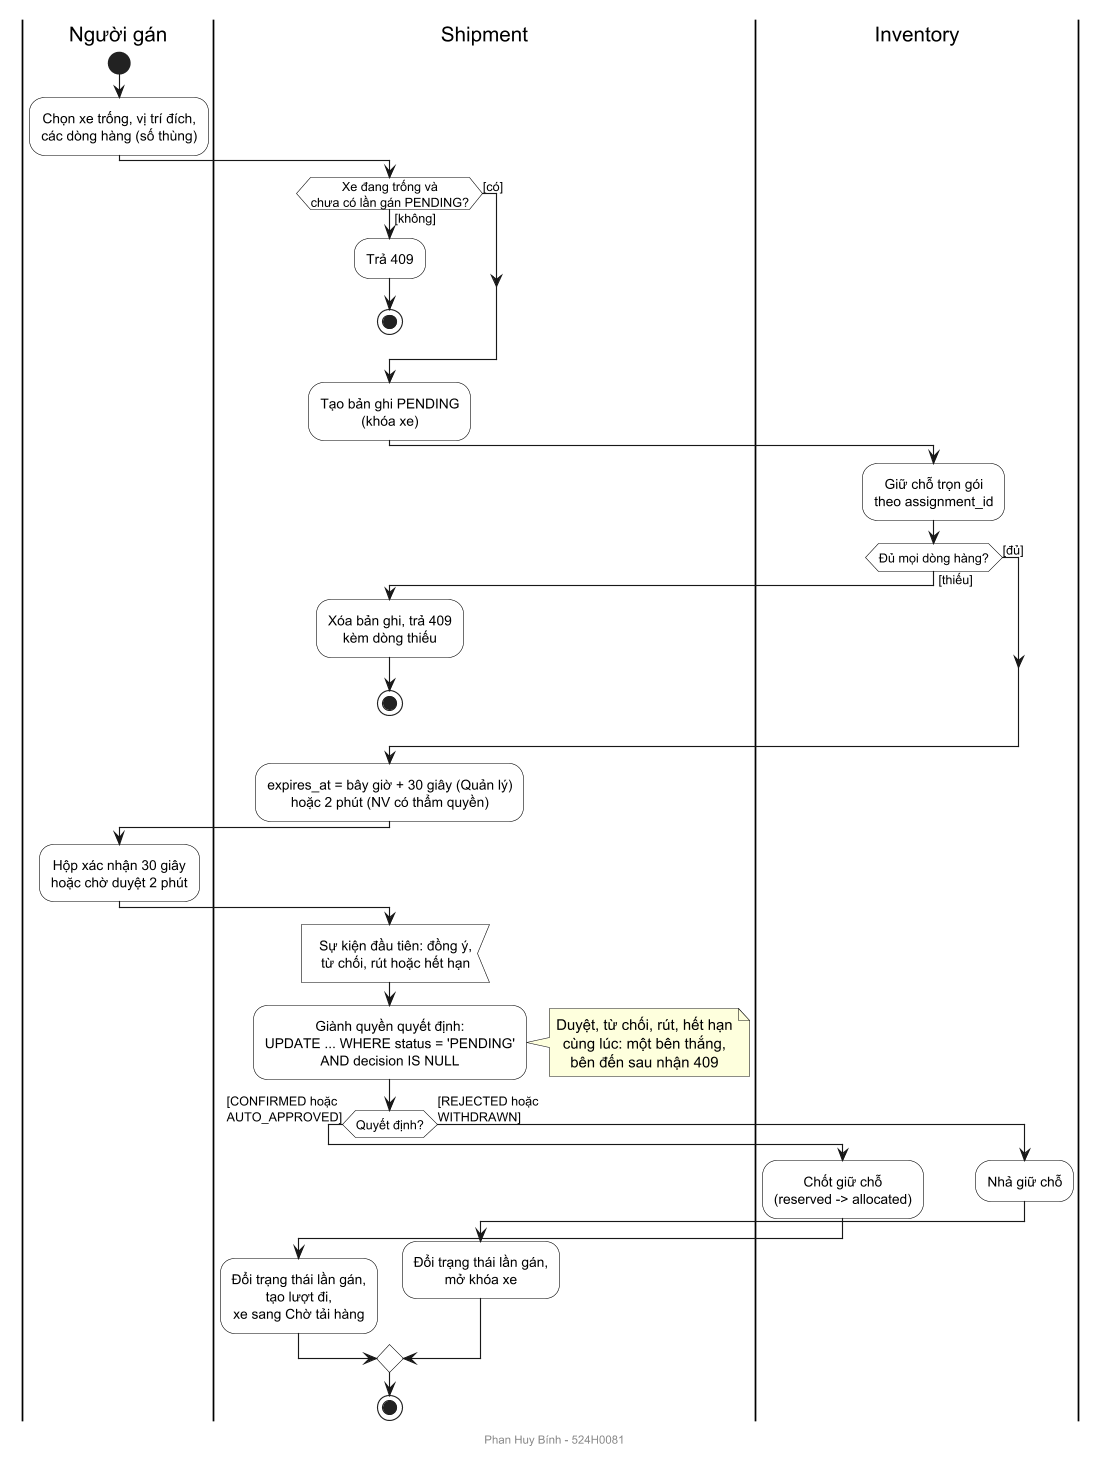 Người gán
Shipment
Inventory
Chọn xe trống, vị trí đích,
các dòng hàng (số thùng)
Xe đang trống và
chưa có lần gán PENDING?
[có]
[không]
Trả 409
Tạo bản ghi PENDING
(khóa xe)
Giữ chỗ trọn gói
theo assignment_id
Đủ mọi dòng hàng?
[đủ]
[thiếu]
Xóa bản ghi, trả 409
kèm dòng thiếu
expires_at = bây giờ + 30 giây (Quản lý)
hoặc 2 phút (NV có thẩm quyền)
Hộp xác nhận 30 giây
hoặc chờ duyệt 2 phút
Sự kiện đầu tiên: đồng ý,
từ chối, rút hoặc hết hạn
Giành quyền quyết định:
UPDATE ... WHERE status = 'PENDING'
AND decision IS NULL
Duyệt, từ chối, rút, hết hạn
cùng lúc: một bên thắng,
bên đến sau nhận 409
[CONFIRMED hoặc
AUTO_APPROVED]
Quyết định?
[REJECTED hoặc
WITHDRAWN]
Chốt giữ chỗ
(reserved -> allocated)
Nhả giữ chỗ
Đổi trạng thái lần gán,
tạo lượt đi,
xe sang Chờ tải hàng
Đổi trạng thái lần gán,
mở khóa xe
Phan Huy Bính - 524H0081